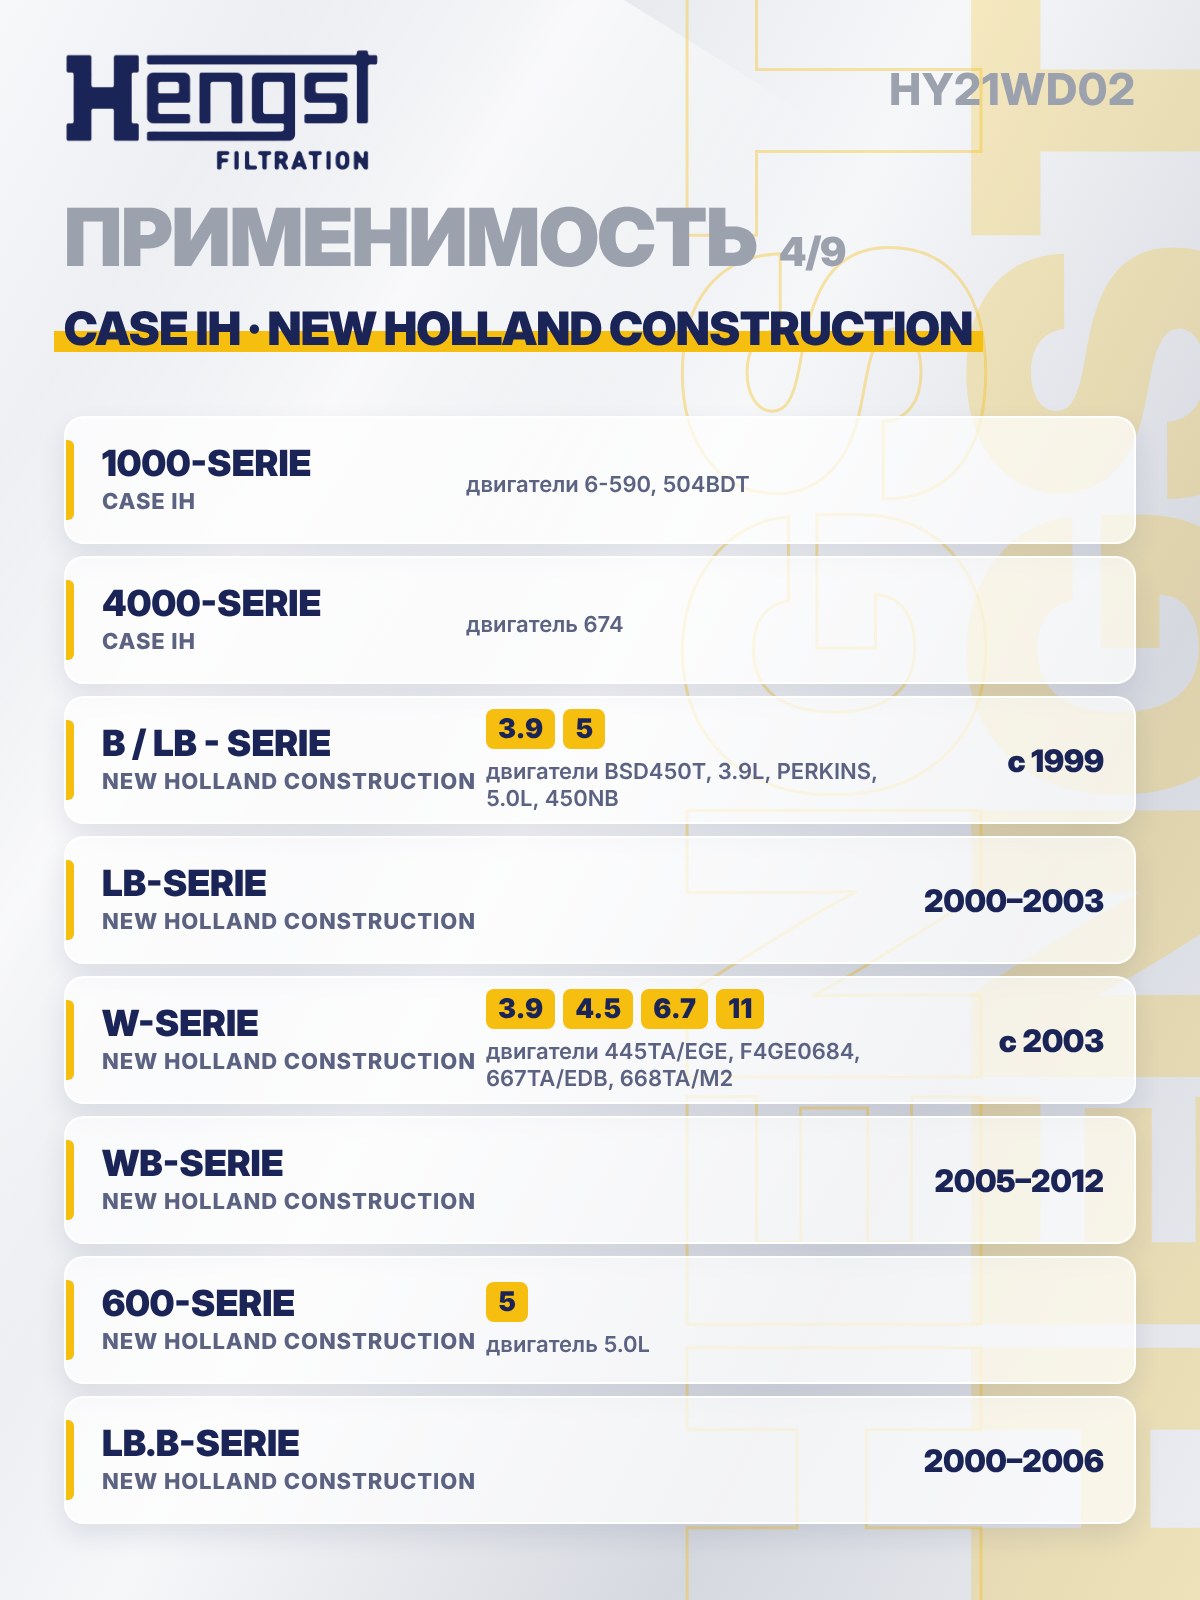 Hengst
FILTRATION
HY21WD02
ПРИМЕНИМОСТЬ 4/9
CASE IH · NEW HOLLAND CONSTRUCTION
1000-SERIE
CASE IH
двигатели 6-590, 504BDT
4000-SERIE
CASE IH
двигатель 674
B / LB - SERIE
NEW HOLLAND CONSTRUCTION
3.9 5
двигатели BSD450T, 3.9L, PERKINS,
5.0L, 450NB
с 1999
LB-SERIE
NEW HOLLAND CONSTRUCTION
2000–2003
W-SERIE
NEW HOLLAND CONSTRUCTION
3.9 4.5 6.7 11
двигатели 445TA/EGE, F4GE0684,
667TA/EDB, 668TA/M2
с 2003
WB-SERIE
NEW HOLLAND CONSTRUCTION
2005–2012
600-SERIE
NEW HOLLAND CONSTRUCTION
5
двигатель 5.0L
LB.B-SERIE
NEW HOLLAND CONSTRUCTION
2000–2006
HENGST
HENGST